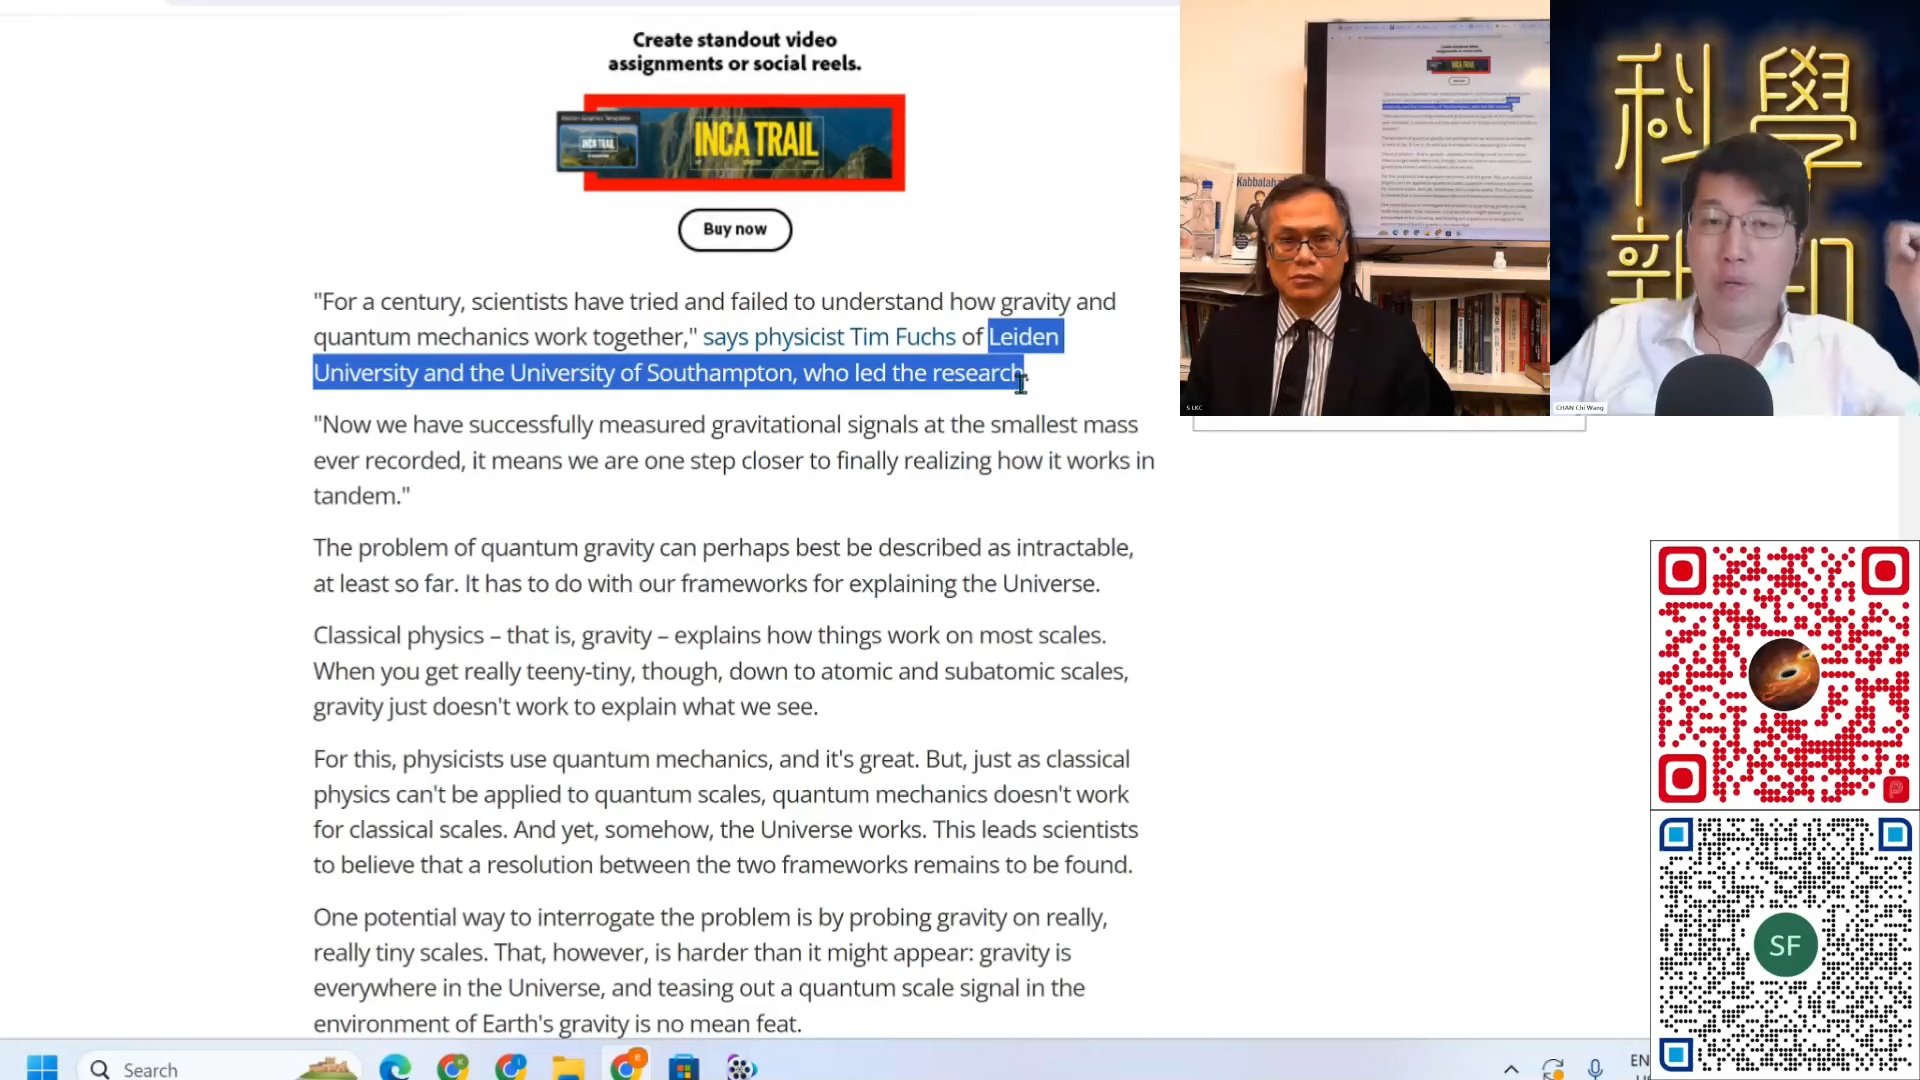 Create standout video
assignments or social reels.
INCA TRAIL
INCA TRAIL
Buy now
"For a century, scientists have tried and failed to understand how gravity and
quantum mechanics work together," says physicist Tim Fuchs of Leiden
University and the University of Southampton, who led the research.
"Now we have successfully measured gravitational signals at the smallest mass
ever recorded, it means we are one step closer to finally realizing how it works in
tandem."
The problem of quantum gravity can perhaps best be described as intractable,
at least so far. It has to do with our frameworks for explaining the Universe.
Classical physics – that is, gravity – explains how things work on most scales.
When you get really teeny-tiny, though, down to atomic and subatomic scales,
gravity just doesn't work to explain what we see.
For this, physicists use quantum mechanics, and it's great. But, just as classical
physics can't be applied to quantum scales, quantum mechanics doesn't work
for classical scales. And yet, somehow, the Universe works. This leads scientists
to believe that a resolution between the two frameworks remains to be found.
One potential way to interrogate the problem is by probing gravity on really,
really tiny scales. That, however, is harder than it might appear: gravity is
everywhere in the Universe, and teasing out a quantum scale signal in the
environment of Earth's gravity is no mean feat.
Search
EN
INCA TRAIL
Kabbalah
S LKC
科學
新知
CHAN Chi Wang
SF